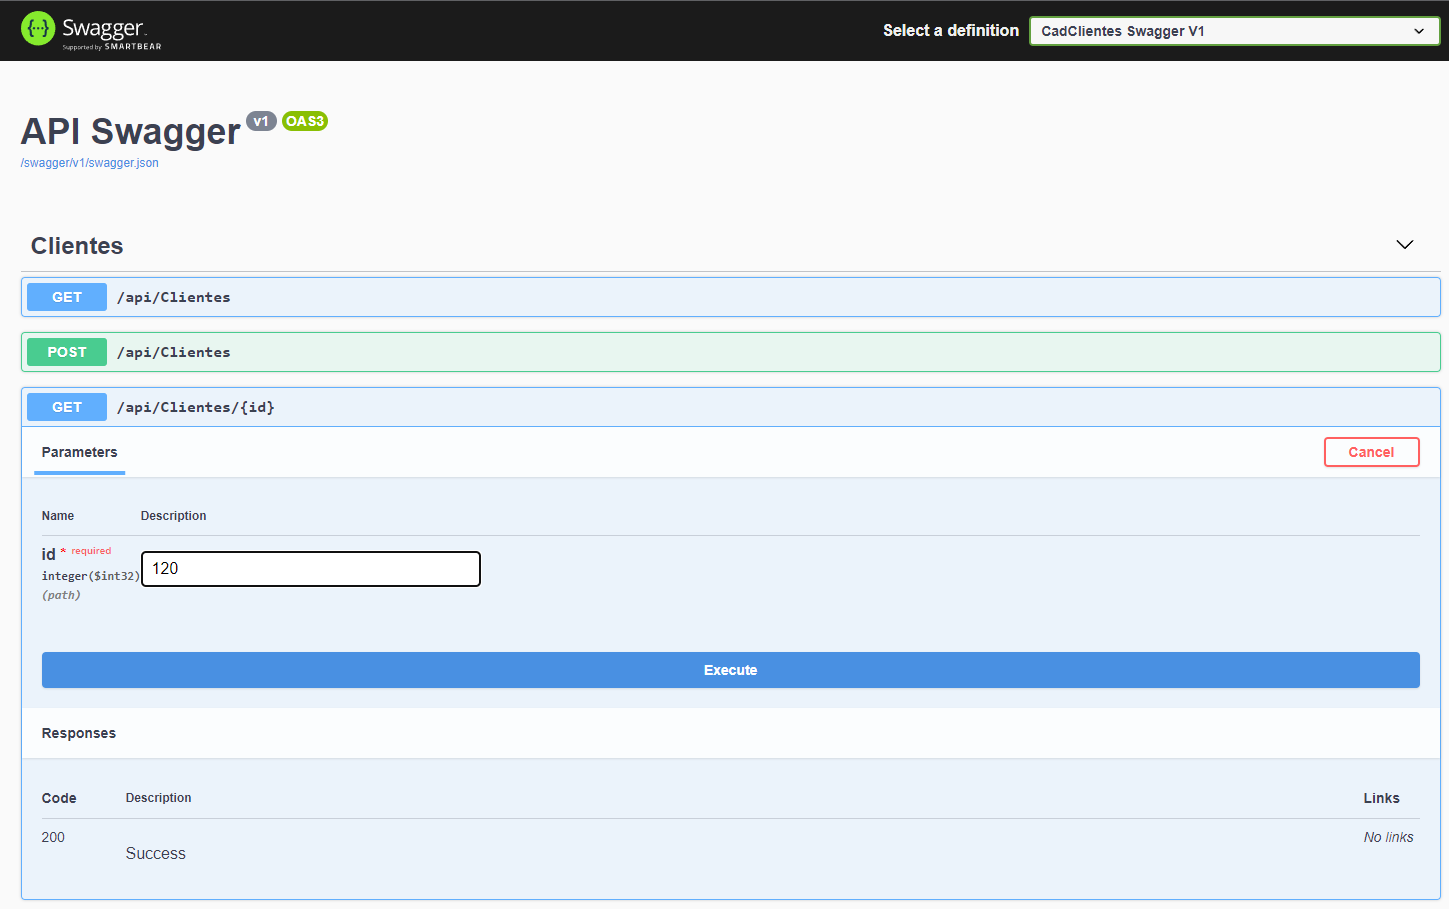 Swagger
Supported by SMARTBEAR
Select a definition
CadClientes Swagger V1
API Swagger v1 OAS3
/swagger/v1/swagger.json
Clientes
GET /api/Clientes
POST /api/Clientes
GET /api/Clientes/{id}
Parameters
Cancel
Name Description
id * required
integer($int32)
(path)
120
Execute
Responses
Code Description Links
200
Success
No links